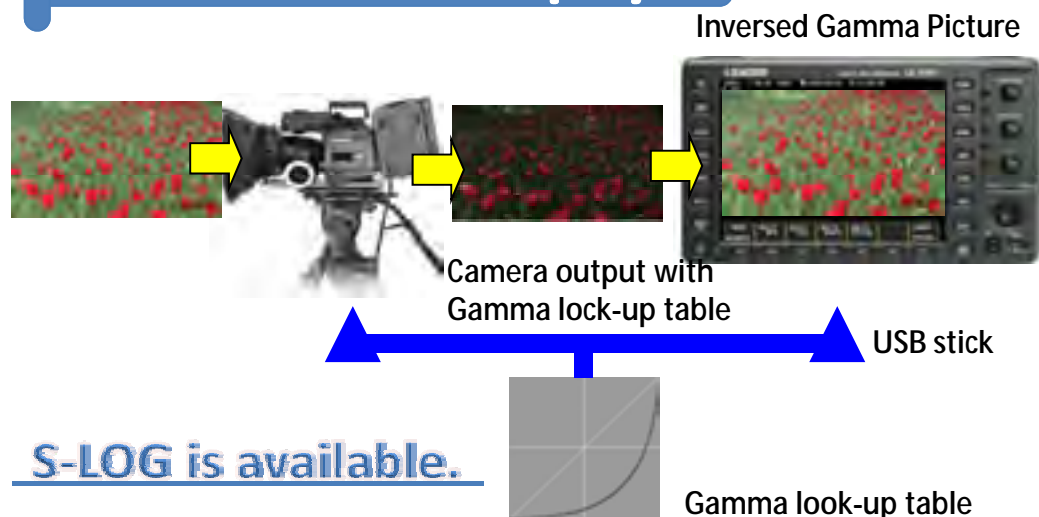 Inversed Gamma Picture
LEADER
Camera output with
Gamma lock-up table
USB stick
S-LOG is available.
Gamma look-up table